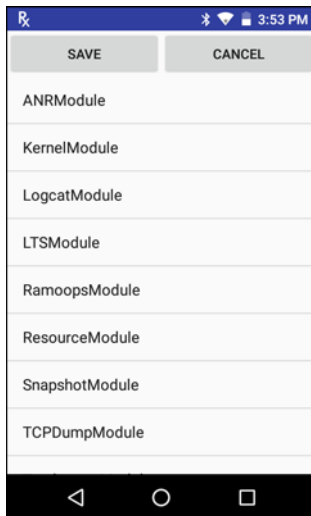 3:53 PM
SAVE CANCEL
ANRModule
KernelModule
LogcatModule
LTSModule
RamoopsModule
ResourceModule
SnapshotModule
TCPDumpModule